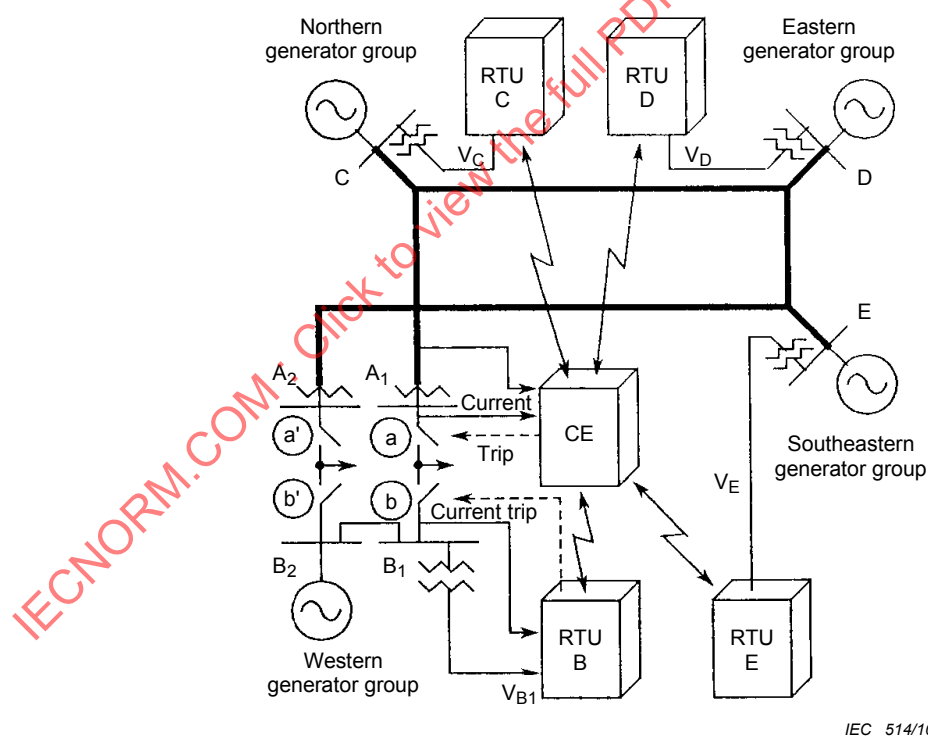 Northern
generator group
Eastern
generator group
RTU
C
RTU
D
VC
VD
C
D
E
A2
A1
Current
CE
a'
a
Trip
Southeastern
generator group
b'
b
Current trip
VE
B2
B1
RTU
B
RTU
E
Western
generator group
VB1
IECNORM.COM : Click to view the full PDF
IEC 514/10